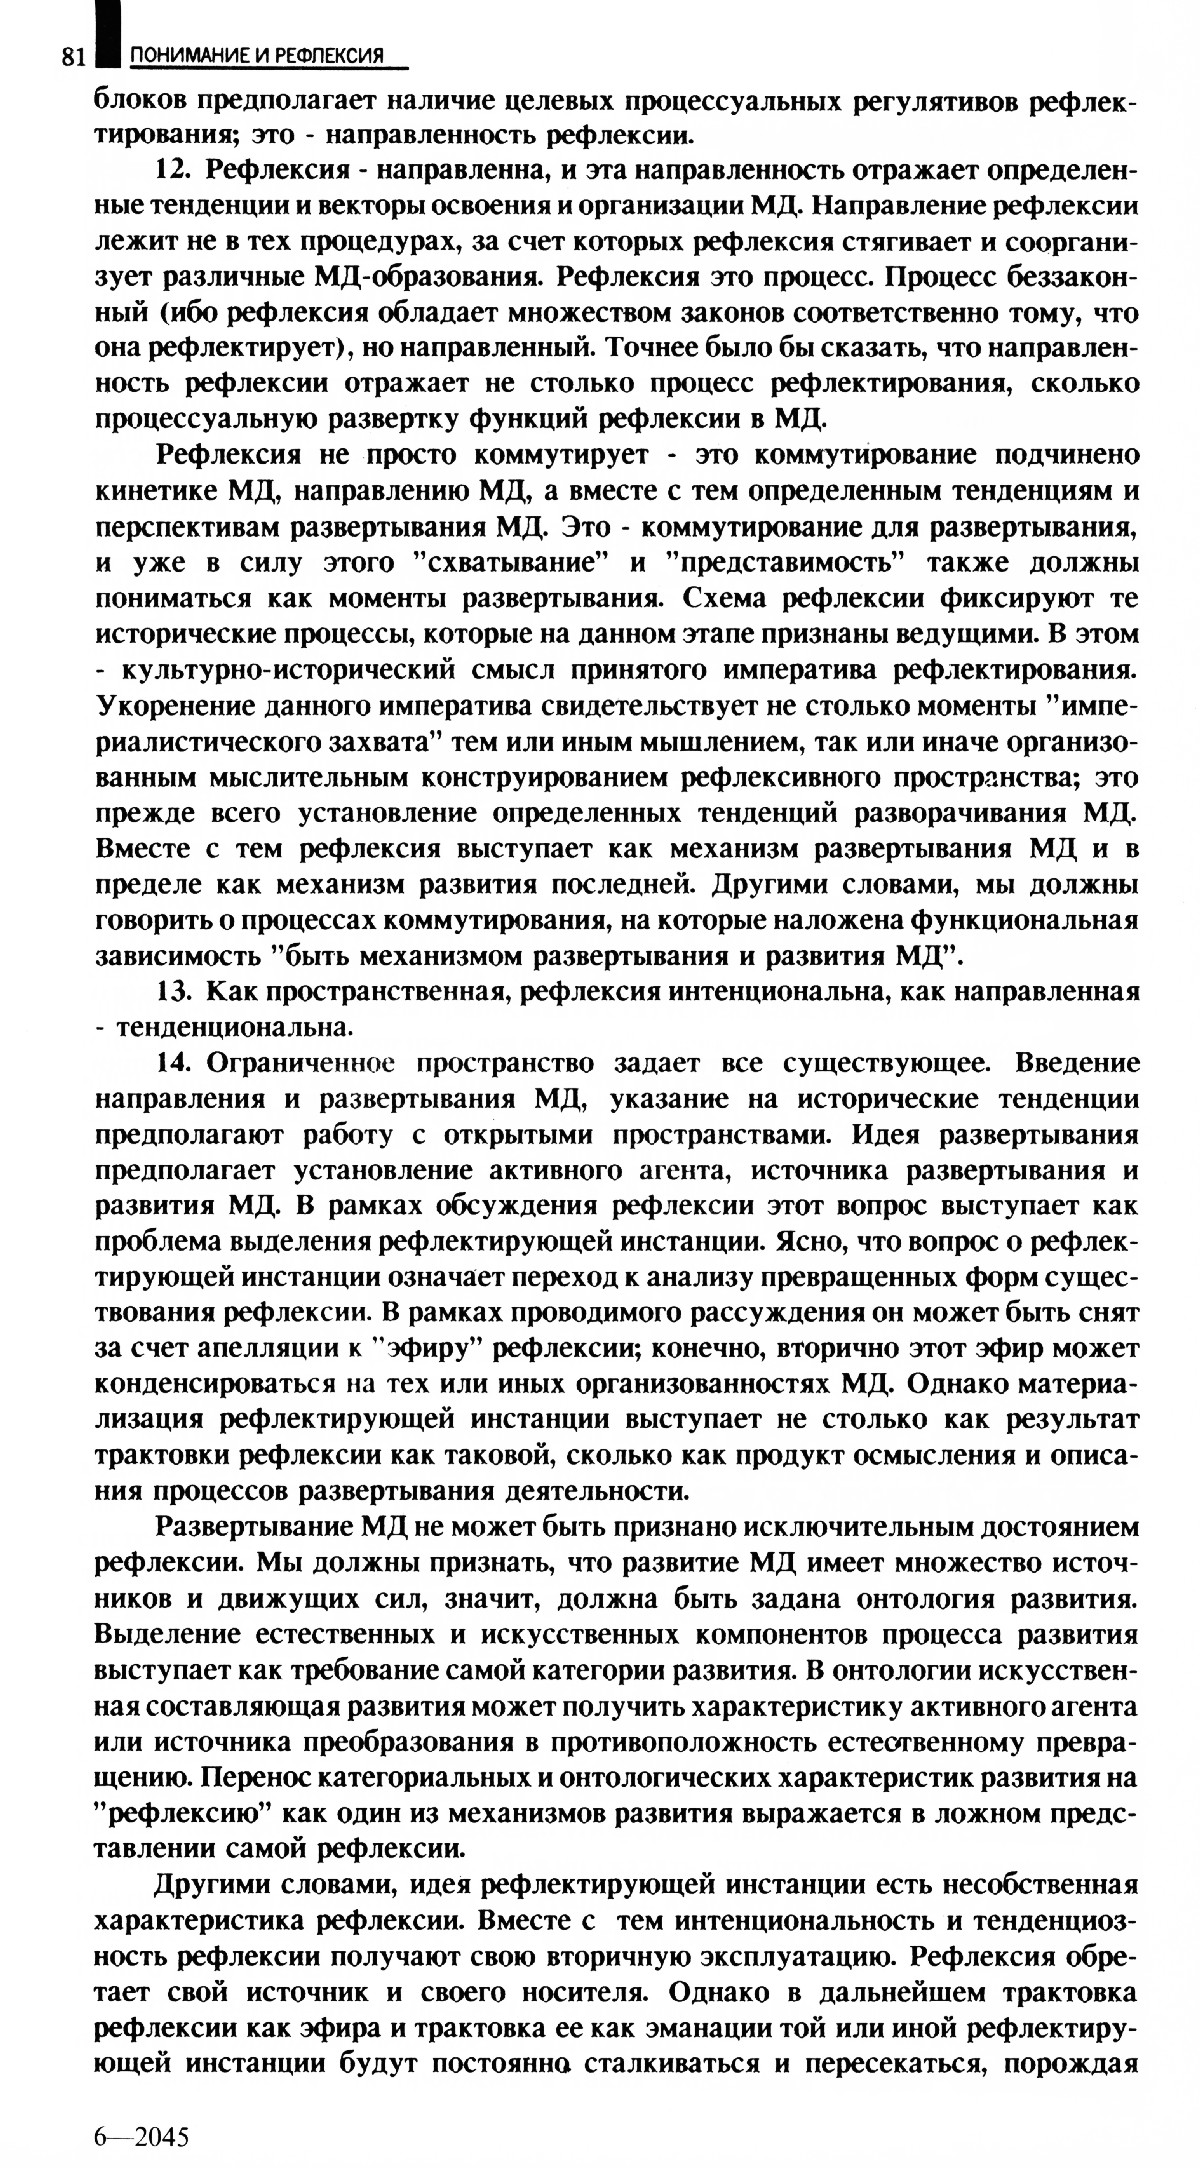 81 ПОНИМАНИЕ И РЕФЛЕКСИЯ
блоков предполагает наличие целевых процессуальных регулятивов рефлек-
тирования; это - направленность рефлексии.
12. Рефлексия - направленна, и эта направленность отражает определен-
ные тенденции и векторы освоения и организации МД. Направление рефлексии
лежит не в тех процедурах, за счет которых рефлексия стягивает и сооргани-
зует различные МД-образования. Рефлексия это процесс. Процесс беззакон-
ный (ибо рефлексия обладает множеством законов соответственно тому, что
она рефлектирует), но направленный. Точнее было бы сказать, что направлен-
ность рефлексии отражает не столько процесс рефлектирования, сколько
процессуальную развертку функций рефлексии в МД.
Рефлексия не просто коммутирует - это коммутирование подчинено
кинетике МД, направлению МД, а вместе с тем определенным тенденциям и
перспективам развертывания МД. Это - коммутирование для развертывания,
и уже в силу этого ”схватывание” и ”представимость” также должны
пониматься как моменты развертывания. Схема рефлексии фиксируют те
исторические процессы, которые на данном этапе признаны ведущими. В этом
- культурно-исторический смысл принятого императива рефлектирования.
Укоренение данного императива свидетельствует не столько моменты ”импе-
риалистического захвата” тем или иным мышлением, так или иначе организо-
ванным мыслительным конструированием рефлексивного пространства; это
прежде всего установление определенных тенденций разворачивания МД.
Вместе с тем рефлексия выступает как механизм развертывания МД и в
пределе как механизм развития последней. Другими словами, мы должны
говорить о процессах коммутирования, на которые наложена функциональная
зависимость ”быть механизмом развертывания и развития МД”.
13. Как пространственная, рефлексия интенциональна, как направленная
- тенденциональна.
14. Ограниченное пространство задает все существующее. Введение
направления и развертывания МД, указание на исторические тенденции
предполагают работу с открытыми пространствами. Идея развертывания
предполагает установление активного агента, источника развертывания и
развития МД. В рамках обсуждения рефлексии этот вопрос выступает как
проблема выделения рефлектирующей инстанции. Ясно, что вопрос о рефлек-
тирующей инстанции означает переход к анализу превращенных форм сущес-
твования рефлексии. В рамках проводимого рассуждения он может быть снят
за счет апелляции к ”эфиру” рефлексии; конечно, вторично этот эфир может
конденсироваться на тех или иных организованностях МД. Однако материа-
лизация рефлектирующей инстанции выступает не столько как результат
трактовки рефлексии как таковой, сколько как продукт осмысления и описа-
ния процессов развертывания деятельности.
Развертывание МД не может быть признано исключительным достоянием
рефлексии. Мы должны признать, что развитие МД имеет множество источ-
ников и движущих сил, значит, должна быть задана онтология развития.
Выделение естественных и искусственных компонентов процесса развития
выступает как требование самой категории развития. В онтологии искусствен-
ная составляющая развития может получить характеристику активного агента
или источника преобразования в противоположность естественному превра-
щению. Перенос категориальных и онтологических характеристик развития на
”рефлексию” как один из механизмов развития выражается в ложном предс-
тавлении самой рефлексии.
Другими словами, идея рефлектирующей инстанции есть несобственная
характеристика рефлексии. Вместе с тем интенциональность и тенденциоз-
ность рефлексии получают свою вторичную эксплуатацию. Рефлексия обре-
тает свой источник и своего носителя. Однако в дальнейшем трактовка
рефлексии как эфира и трактовка ее как эманации той или иной рефлектиру-
ющей инстанции будут постоянно сталкиваться и пересекаться, порождая
6—2045